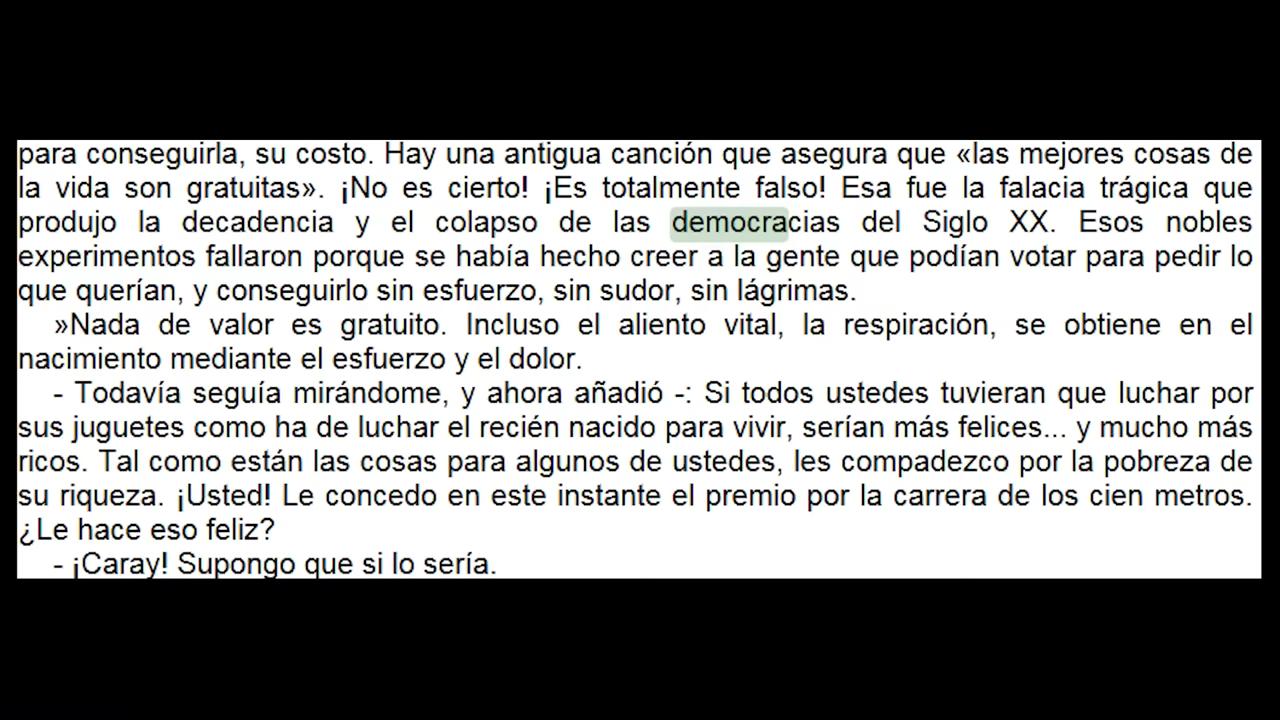 para conseguirla, su costo. Hay una antigua canción que asegura que «las mejores cosas de
la vida son gratuitas». ¡No es cierto! ¡Es totalmente falso! Esa fue la falacia trágica que
produjo la decadencia y el colapso de las democracias del Siglo XX. Esos nobles
experimentos fallaron porque se había hecho creer a la gente que podían votar para pedir lo
que querían, y conseguirlo sin esfuerzo, sin sudor, sin lágrimas.
»Nada de valor es gratuito. Incluso el aliento vital, la respiración, se obtiene en el
nacimiento mediante el esfuerzo y el dolor.
- Todavía seguía mirándome, y ahora añadió -: Si todos ustedes tuvieran que luchar por
sus juguetes como ha de luchar el recién nacido para vivir, serían más felices... y mucho más
ricos. Tal como están las cosas para algunos de ustedes, les compadezco por la pobreza de
su riqueza. ¡Usted! Le concedo en este instante el premio por la carrera de los cien metros.
¿Le hace eso feliz?
- ¡Caray! Supongo que si lo sería.